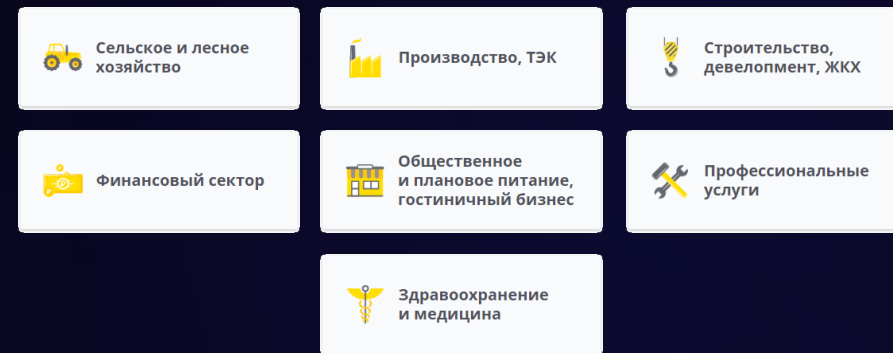 Сельское и лесное
хозяйство
Производство, ТЭК
Строительство,
девелопмент, ЖКХ
Финансовый сектор
Общественное
и плановое питание,
гостиничный бизнес
Профессиональные
услуги
Здравоохранение
и медицина